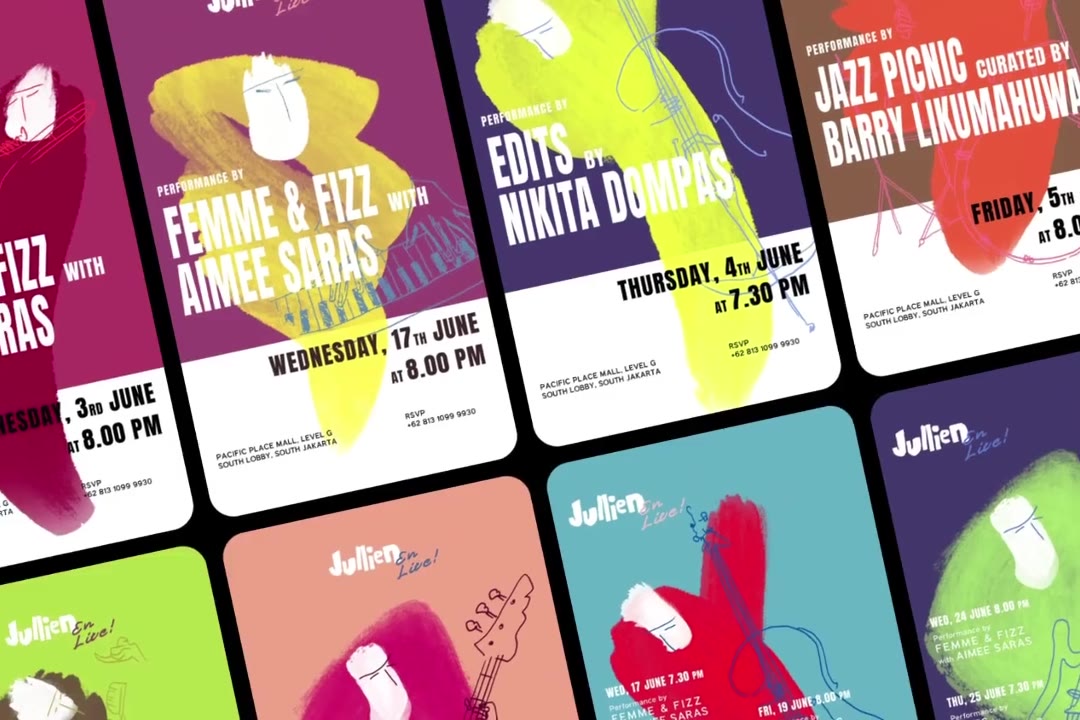 FIZZ WITH
RAS
, 3RD JUNE
AT 8.00 PM
RSVP
+62 813 1099 9930
Live!
PERFORMANCE BY
FEMME & FIZZ WITH
AIMEE SARAS
WEDNESDAY, 17TH JUNE
AT 8.00 PM
PACIFIC PLACE MALL, LEVEL G
SOUTH LOBBY, SOUTH JAKARTA
RSVP
+62 813 1099 9930
PERFORMANCE BY
EDITS BY
NIKITA DOMPAS
THURSDAY, 4TH JUNE
AT 7.30 PM
PACIFIC PLACE MALL, LEVEL G
SOUTH LOBBY, SOUTH JAKARTA
RSVP
+62 813 1099 9930
PERFORMANCE BY
JAZZ PICNIC CURATED BY
BARRY LIKUMAHUWA
FRIDAY, 5TH
AT 8.0
PACIFIC PLACE MALL, LEVEL G
SOUTH LOBBY, SOUTH JAKARTA
RSVP
+62 81
Jullien En
Live!
Jullien En
Live!
Jullien En
Live!
WED, 17 JUNE 7.30 PM
Performance by
FEMME & FIZZ
FRI, 19 JUNE 8.00 PM
Jullien En
Live!
WED, 24 JUNE 8.00 PM
Performance by
FEMME & FIZZ
with AIMEE SARAS
THU, 25 JUNE 7.30 PM
Performance by